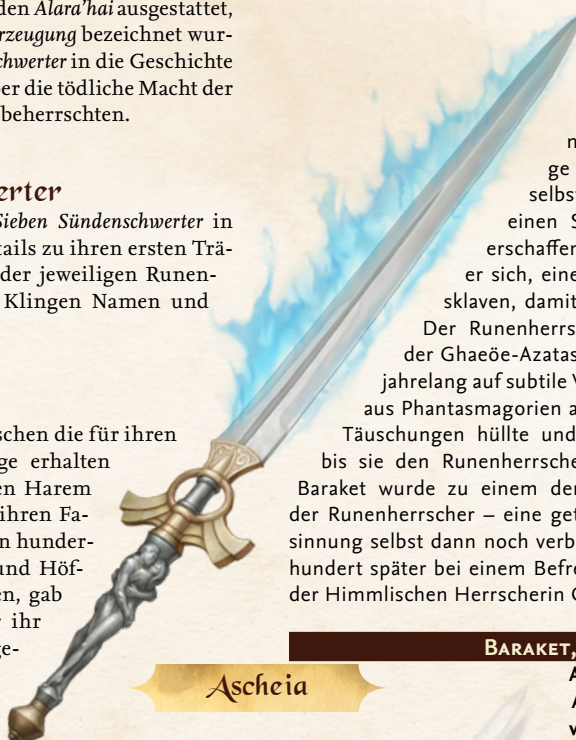 den Alara'hai ausgestattet,
rzeugung bezeichnet wur-
chwerter in die Geschichte
er die tödliche Macht der
beherrschten.
erter
Sieben Sündenschwerter in
tails zu ihren ersten Trä-
der jeweiligen Runen-
Klingen Namen und
schen die für ihren
ge erhalten
en Harem
ihren Fa-
n hunder-
und Höf-
en, gab
ihr
ge-
n
ge
selbst
einen S
erschaffen
er sich, eine
sklaven, damit
Der Runenherrs
der Ghaeöe-Azatas
jahrelang auf subtile V
aus Phantasmagorien a
Täuschungen hüllte und
bis sie den Runenherrsche
Baraket wurde zu einem der
der Runenherrscher – eine get
sinnung selbst dann noch verb
hundert später bei einem Befre
der Himmlischen Herrscherin
Baraket,
A
A
Ascheia